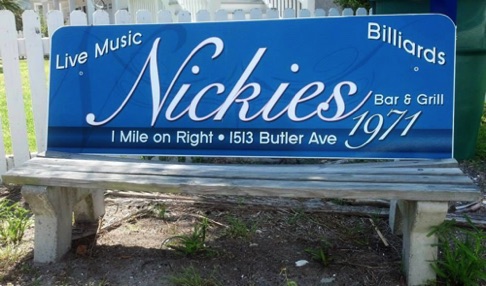 Live Music
Billiards
Nickies
Bar & Grill
1971
1 Mile on Right • 1513 Butler Ave